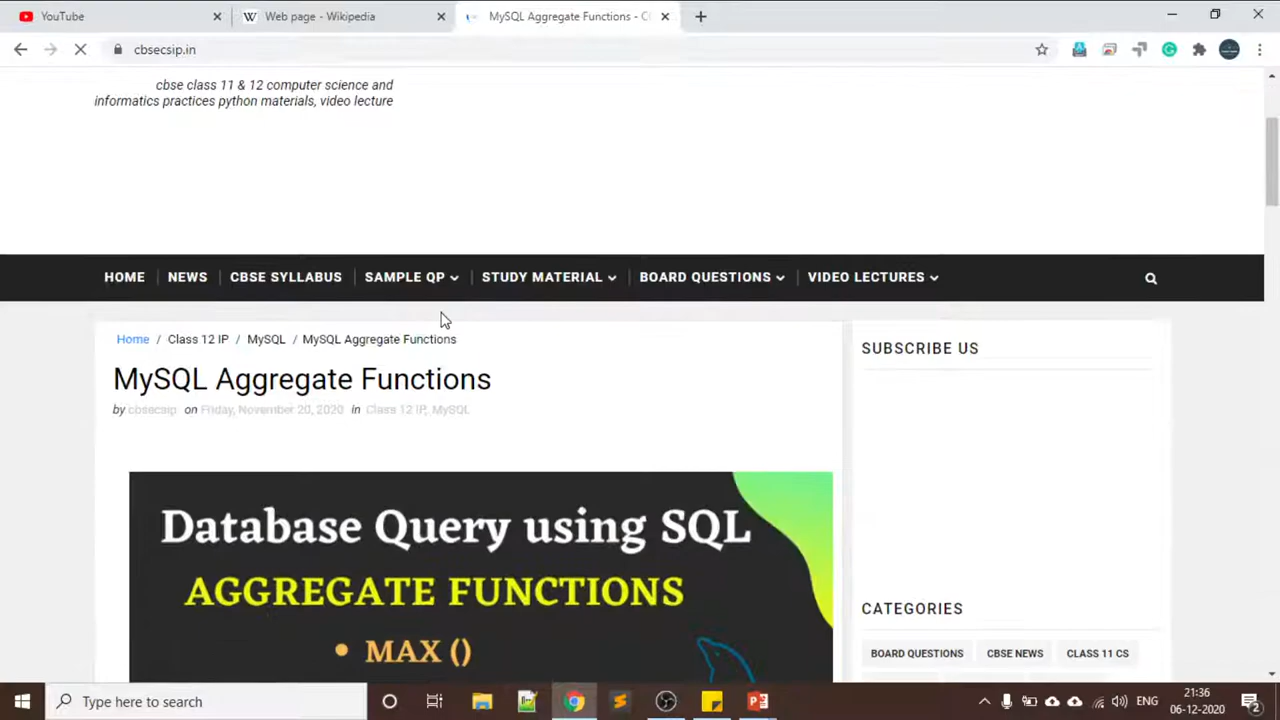 YouTube
Web page - Wikipedia
MySQL Aggregate Functions - C
cbsecsip.in
cbse class 11 & 12 computer science and
informatics practices python materials, video lecture
HOME NEWS CBSE SYLLABUS SAMPLE QP STUDY MATERIAL BOARD QUESTIONS VIDEO LECTURES
Home / Class 12 IP / MySQL / MySQL Aggregate Functions
MySQL Aggregate Functions
by cbsecsip on Friday, November 20, 2020 in Class 12 IP, MySQL
Database Query using SQL
AGGREGATE FUNCTIONS
• MAX ()
SUBSCRIBE US
CATEGORIES
BOARD QUESTIONS CBSE NEWS CLASS 11 CS
Type here to search
ENG
21:36
06-12-2020
2